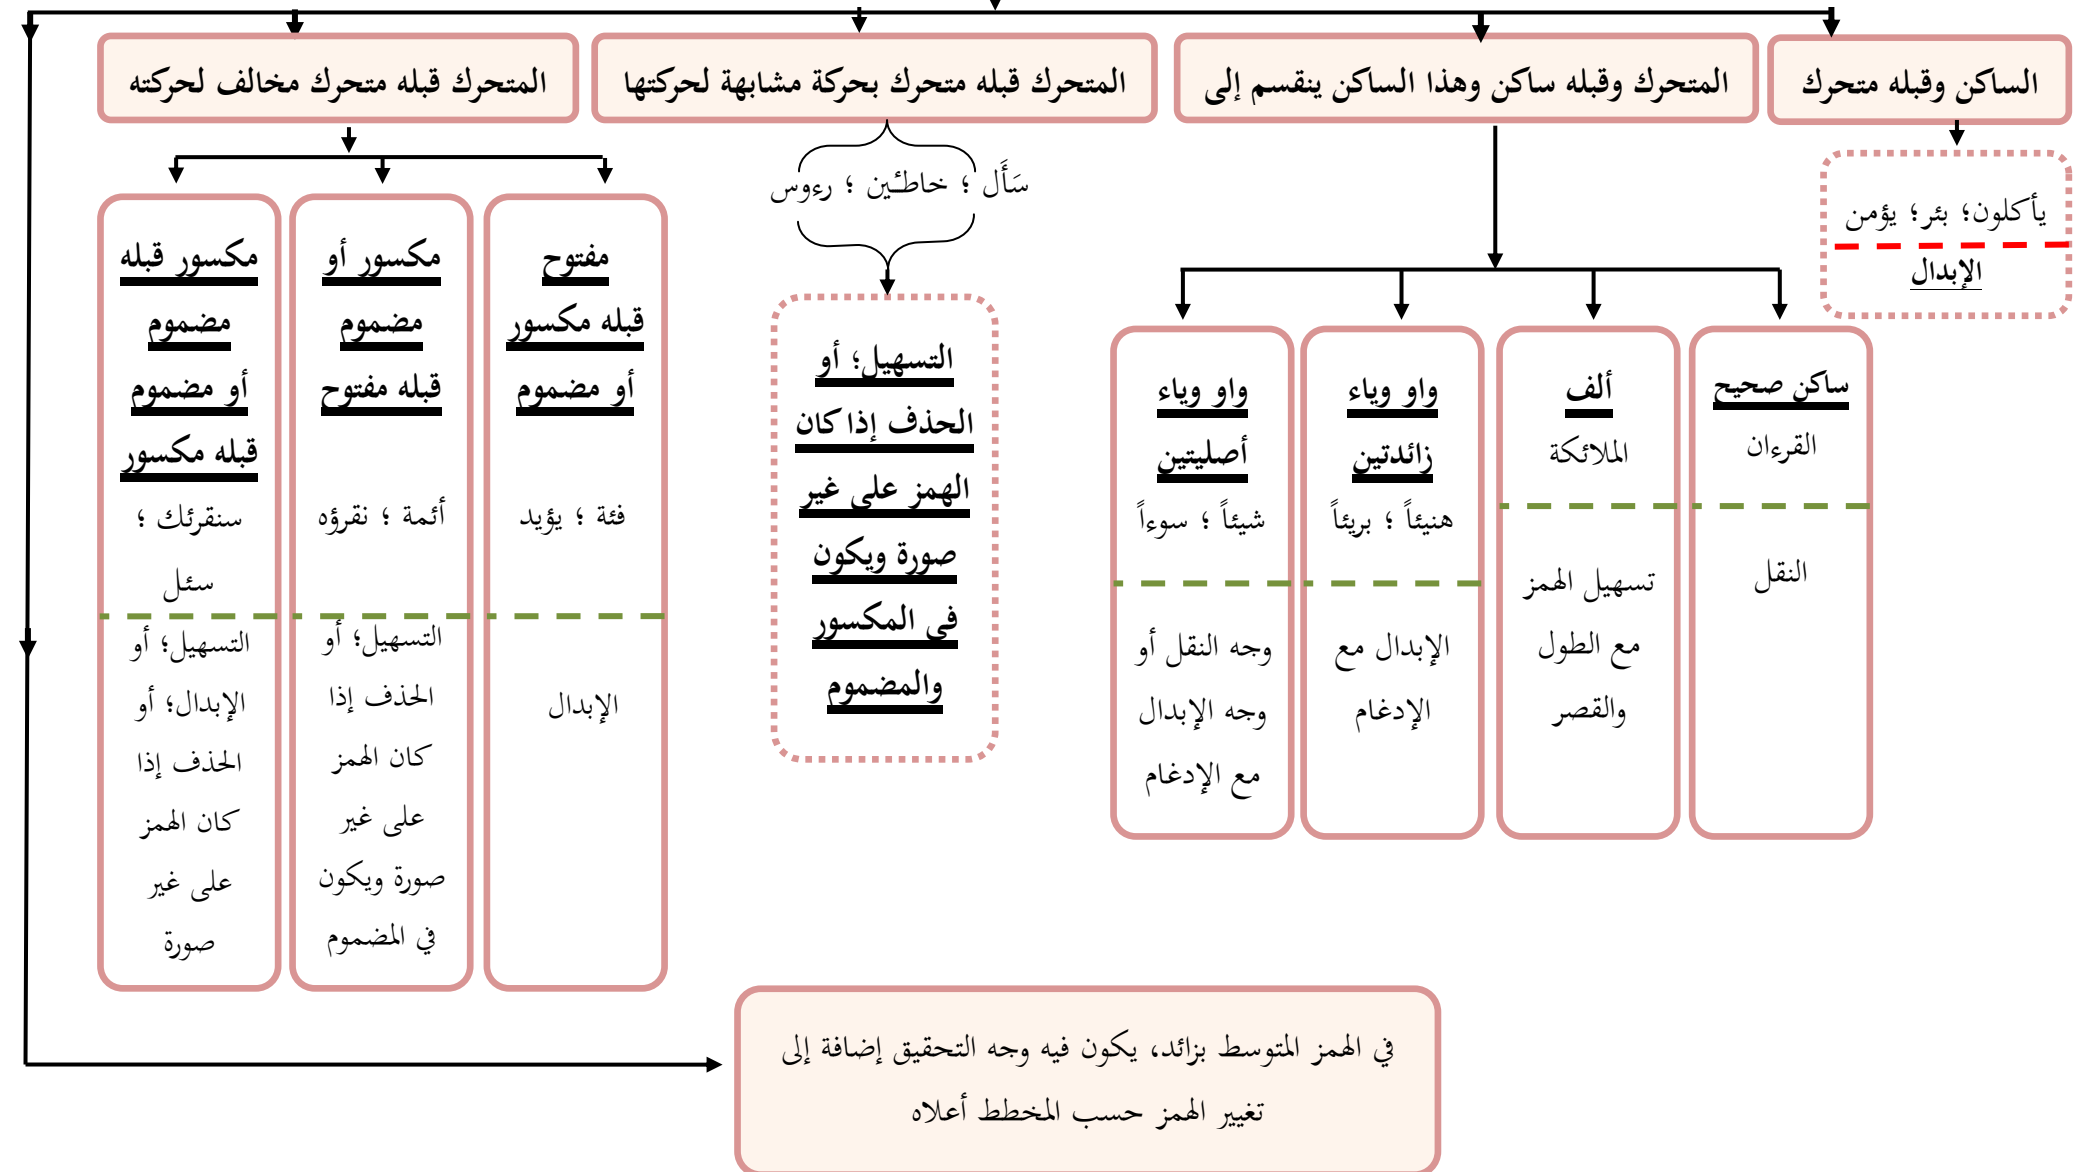 الساكن وقبله متحرك
المتحرك وقبله ساكن وهذا الساكن ينقسم إلى
المتحرك قبله متحرك بحركة مشابهة لحركتها
المتحرك قبله متحرك مخالف لحركته
يأكلون؛ بئر؛ يؤمن
الإبدال
ساكن صحيح
القرءان
النقل
ألف
الملائكة
تسهيل الهمز
مع الطول
والقصر
واو وياء
زائدتين
هنيئاً ؛ بريئاً
الإبدال مع
الإدغام
واو وياء
أصليتين
شيئاً ؛ سوءاً
وجه النقل أو
وجه الإبدال
مع الإدغام
سَأَل ؛ خاطئين ؛ رءوس
التسهيل؛ أو
الحذف إذا كان
الهمز على غير
صورة ويكون
في المكسور
والمضموم
مفتوح
قبله مكسور
أو مضموم
فئة ؛ يؤيد
الإبدال
مكسور أو
مضموم
قبله مفتوح
أئمة ؛ نقرؤه
التسهيل؛ أو
الحذف إذا
كان الهمز
على غير
صورة ويكون
في المضموم
مكسور قبله
مضموم
أو مضموم
قبله مكسور
سنقرئك ؛
سئل
التسهيل؛ أو
الإبدال؛ أو
الحذف إذا
كان الهمز
على غير
صورة
في الهمز المتوسط بزائد، يكون فيه وجه التحقيق إضافة إلى
تغيير الهمز حسب المخطط أعلاه